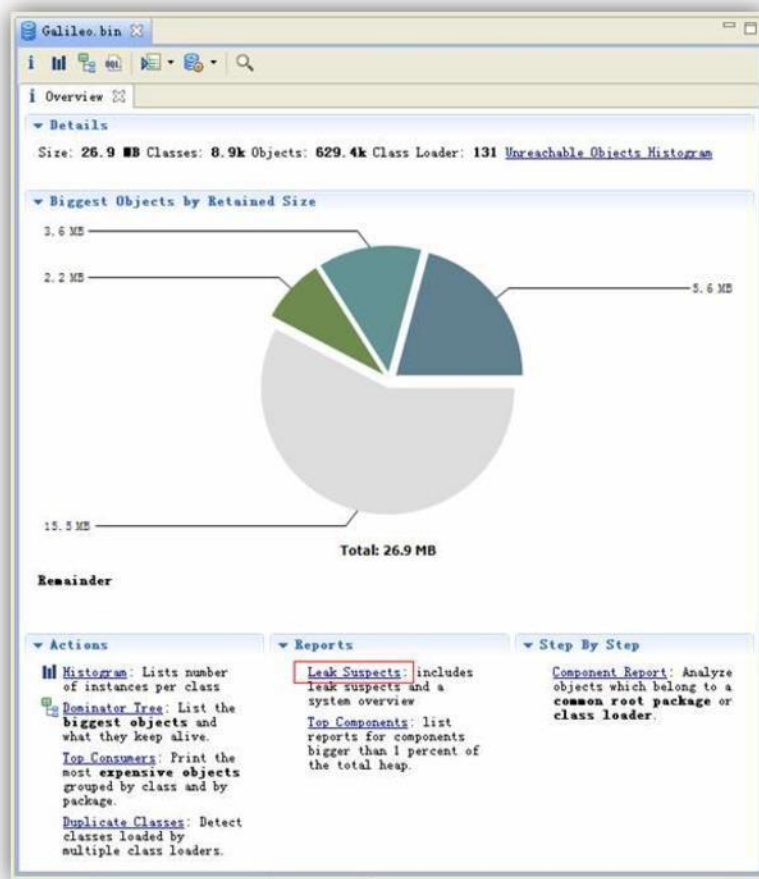 Galileo.bin
i OQL
i Overview
Details
Size: 26.9 MB Classes: 8.9k Objects: 629.4k Class Loader: 131 Unreachable Objects Histogram
Biggest Objects by Retained Size
3.6 MB
2.2 MB
5.6 MB
15.5 MB
Total: 26.9 MB
Remainder
Actions
Histogram: Lists number
of instances per class
Dominator Tree: List the
biggest objects and
what they keep alive.
Top Consumers: Print the
most expensive objects
grouped by class and by
package.
Duplicate Classes: Detect
classes loaded by
multiple class loaders.
Reports
Leak Suspects: includes
leak suspects and a
system overview
Top Components: list
reports for components
bigger than 1 percent of
the total heap.
Step By Step
Component Report: Analyze
objects which belong to a
common root package or
class loader.